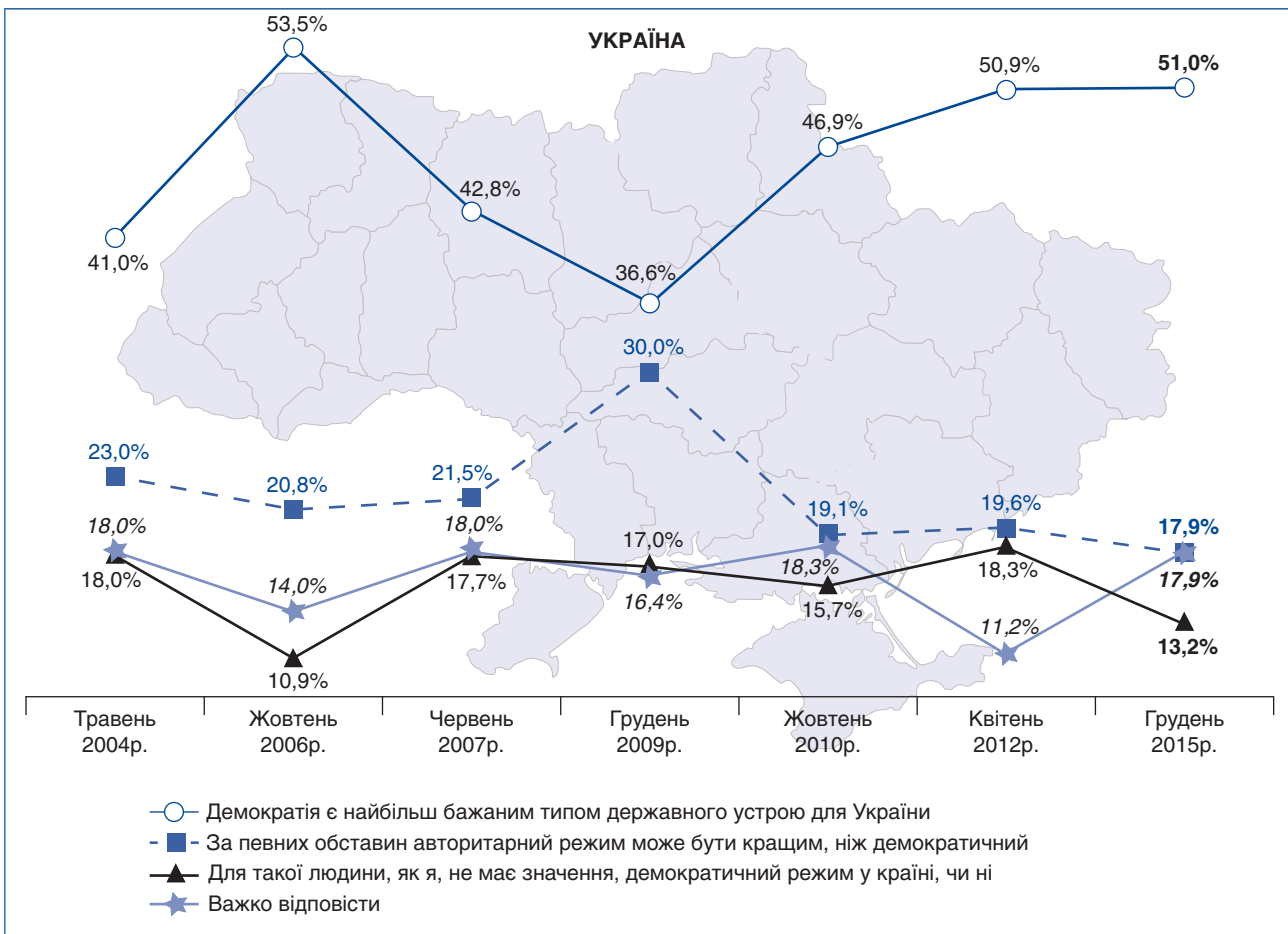 УКРАЇНА
53,5%
50,9%
51,0%
46,9%
42,8%
41,0%
36,6%
30,0%
23,0%
20,8%
21,5%
19,1%
19,6%
17,9%
18,0%
14,0%
18,0%
17,0%
18,3%
18,0%
17,7%
16,4%
15,7%
18,3%
17,9%
10,9%
11,2%
13,2%
Травень
2004р.
Жовтень
2006р.
Червень
2007р.
Грудень
2009р.
Жовтень
2010р.
Квітень
2012р.
Грудень
2015р.
Демократія є найбільш бажаним типом державного устрою для України
За певних обставин авторитарний режим може бути кращим, ніж демократичний
Для такої людини, як я, не має значення, демократичний режим у країні, чи ні
Важко відповісти